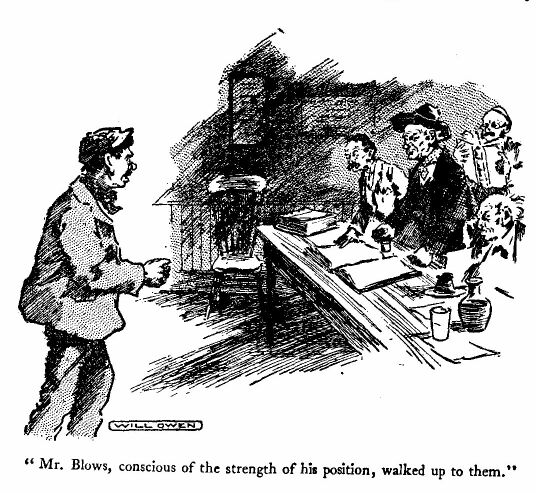 WILL OWEN
"Mr. Blows, conscious of the strength of his position, walked up to them."